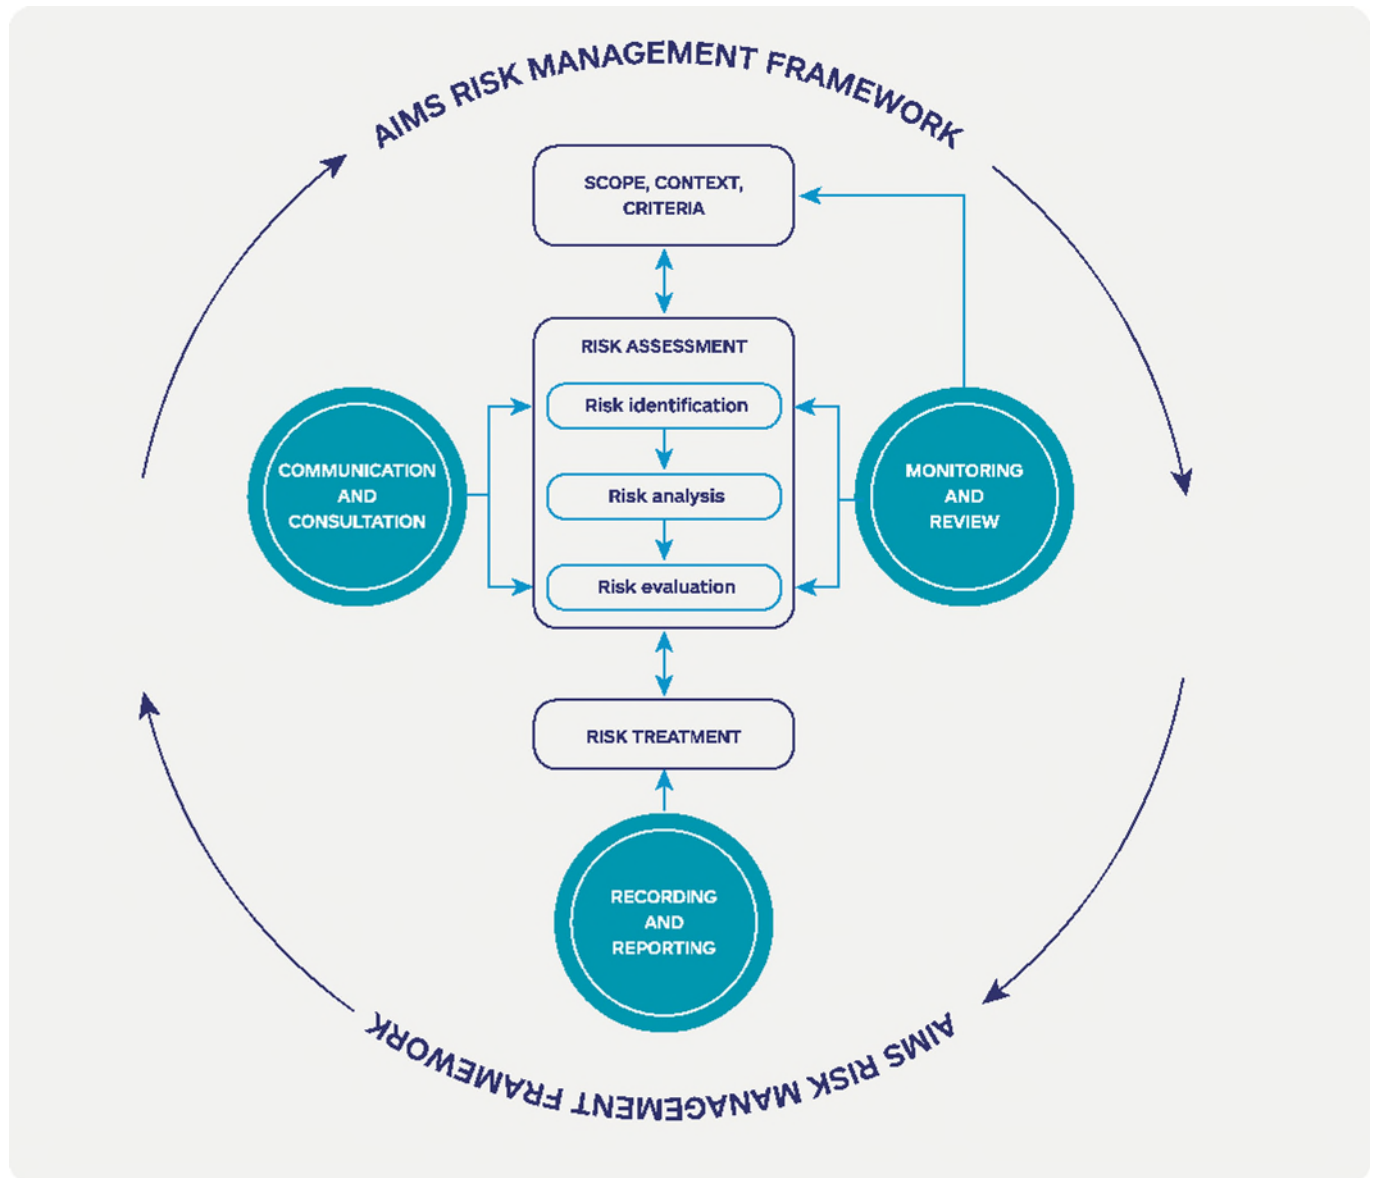 AIMS RISK MANAGEMENT FRAMEWORK
SCOPE, CONTEXT,
CRITERIA
RISK ASSESSMENT
Risk identification
Risk analysis
Risk evaluation
COMMUNICATION
AND
CONSULTATION
MONITORING
AND
REVIEW
RISK TREATMENT
RECORDING
AND
REPORTING
AIMS RISK MANAGEMENT FRAMEWORK